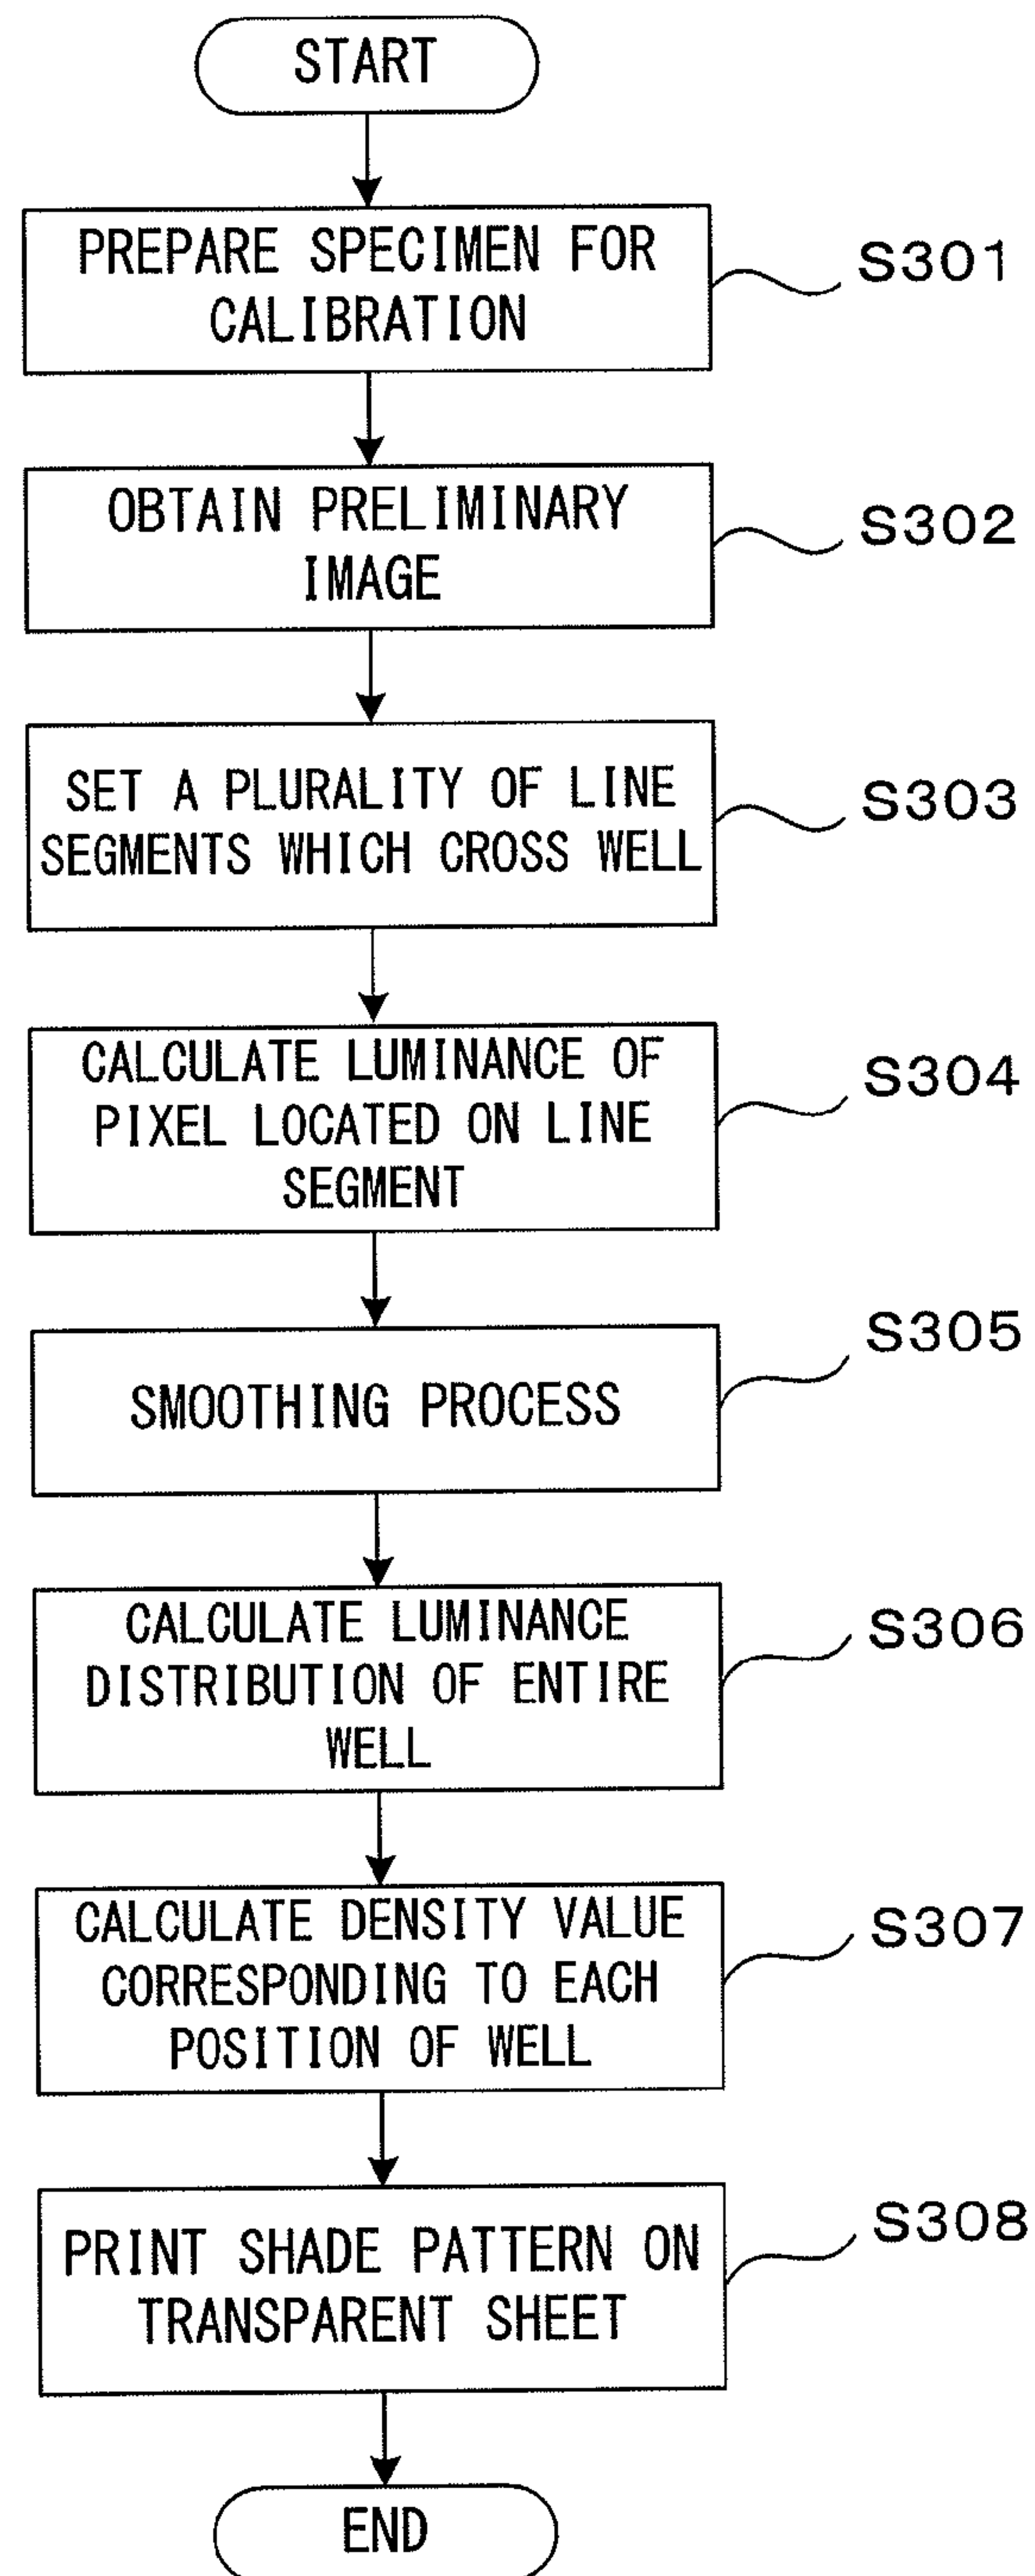 START
PREPARE SPECIMEN FOR
CALIBRATION
S301
OBTAIN PRELIMINARY
IMAGE
S302
SET A PLURALITY OF LINE
SEGMENTS WHICH CROSS WELL
S303
CALCULATE LUMINANCE OF
PIXEL LOCATED ON LINE
SEGMENT
S304
SMOOTHING PROCESS
S305
CALCULATE LUMINANCE
DISTRIBUTION OF ENTIRE
WELL
S306
CALCULATE DENSITY VALUE
CORRESPONDING TO EACH
POSITION OF WELL
S307
PRINT SHADE PATTERN ON
TRANSPARENT SHEET
S308
END